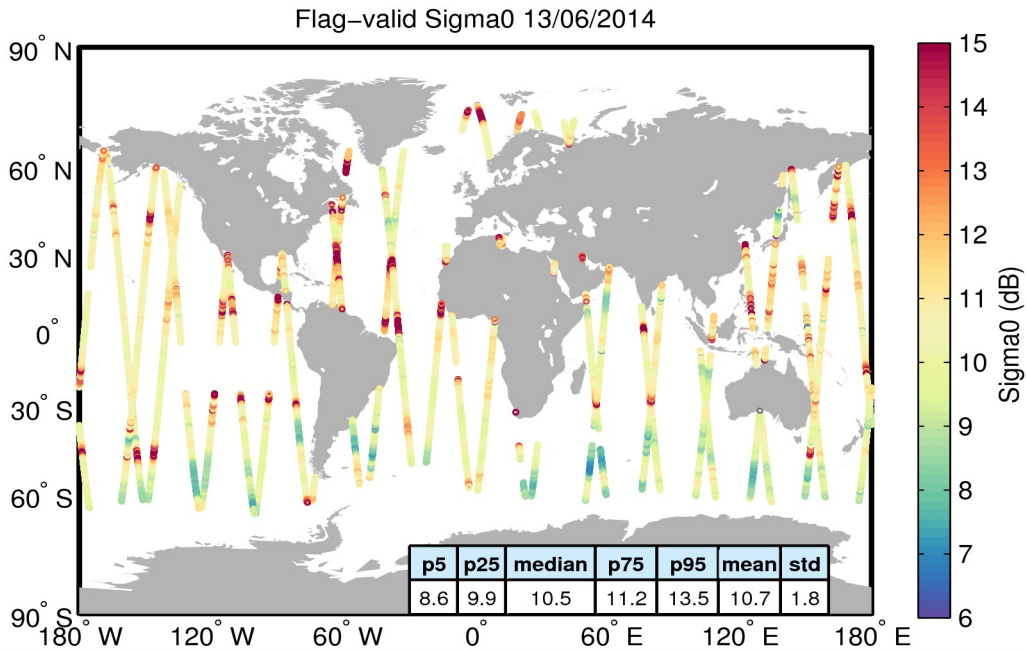 Flag−valid Sigma0 13/06/2014
90° N
60° N
30° N
0°
30° S
60° S
90° S
180° W
120° W
60° W
0°
60° E
120° E
180° E
p5 p25 median p75 p95 mean std
8.6 9.9 10.5 11.2 13.5 10.7 1.8
15
14
13
12
11
10
9
8
7
6
Sigma0 (dB)